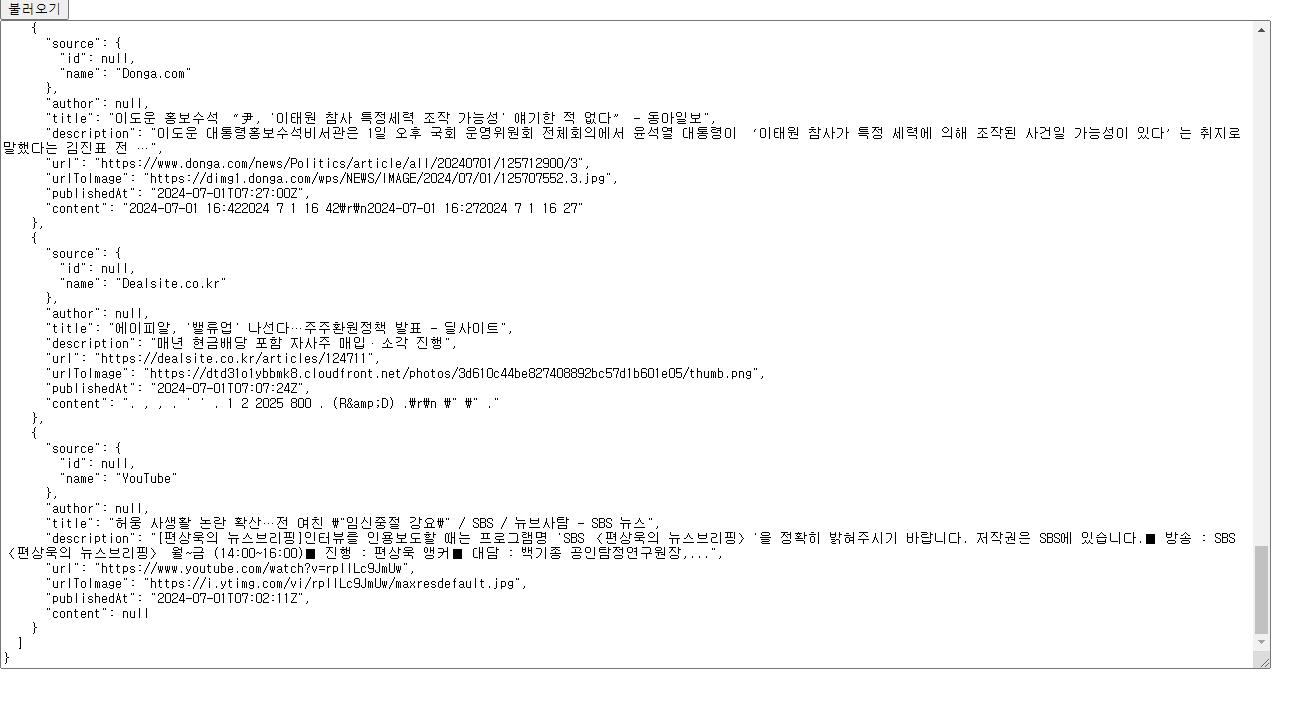 불러오기
{
"source": {
"id": null,
"name": "Donga.com"
},
"author": null,
"title": "이도운 홍보수석 “尹, '이태원 참사 특정세력 조작 가능성' 얘기한 적 없다” - 동아일보",
"description": "이도운 대통령홍보수석비서관은 1일 오후 국회 운영위원회 전체회의에서 윤석열 대통령이 ‘이태원 참사가 특정 세력에 의해 조작된 사건일 가능성이 있다’는 취지로
말했다는 김진표 전 …",
"url": "https://www.donga.com/news/Politics/article/all/20240701/125712900/3",
"urlToImage": "https://dimg1.donga.com/wps/NEWS/IMAGE/2024/07/01/125707552.3.jpg",
"publishedAt": "2024-07-01T07:27:00Z",
"content": "2024-07-01 16:422024 7 1 16 42\r\n2024-07-01 16:272024 7 1 16 27"
},
{
"source": {
"id": null,
"name": "Dealsite.co.kr"
},
"author": null,
"title": "에이피알, '밸류업' 나선다…주주환원정책 발표 - 딜사이트",
"description": "매년 현금배당 포함 자사주 매입·소각 진행",
"url": "https://dealsite.co.kr/articles/124711",
"urlToImage": "https://dtd31o1ybbmk8.cloudfront.net/photos/3d610c44be827408892bc57d1b601e05/thumb.png",
"publishedAt": "2024-07-01T07:07:24Z",
"content": ". , , . ' ' . 1 2 2025 800 . (R&amp;D) .\r\n \" \" ."
},
{
"source": {
"id": null,
"name": "YouTube"
},
"author": null,
"title": "허웅 사생활 논란 확산…전 여친 \"임신중절 강요\" / SBS / 뉴브사탐 - SBS 뉴스",
"description": "[편상욱의 뉴스브리핑]인터뷰를 인용보도할 때는 프로그램명 'SBS 〈편상욱의 뉴스브리핑〉'을 정확히 밝혀주시기 바랍니다. 저작권은 SBS에 있습니다.■ 방송 : SBS
〈편상욱의 뉴스브리핑〉 월~금 (14:00~16:00)■ 진행 : 편상욱 앵커■ 대담 : 백기종 공인탐정연구원장,...",
"url": "https://www.youtube.com/watch?v=rpllLc9JmUw",
"urlToImage": "https://i.ytimg.com/vi/rpllLc9JmUw/maxresdefault.jpg",
"publishedAt": "2024-07-01T07:02:11Z",
"content": null
}
]
}